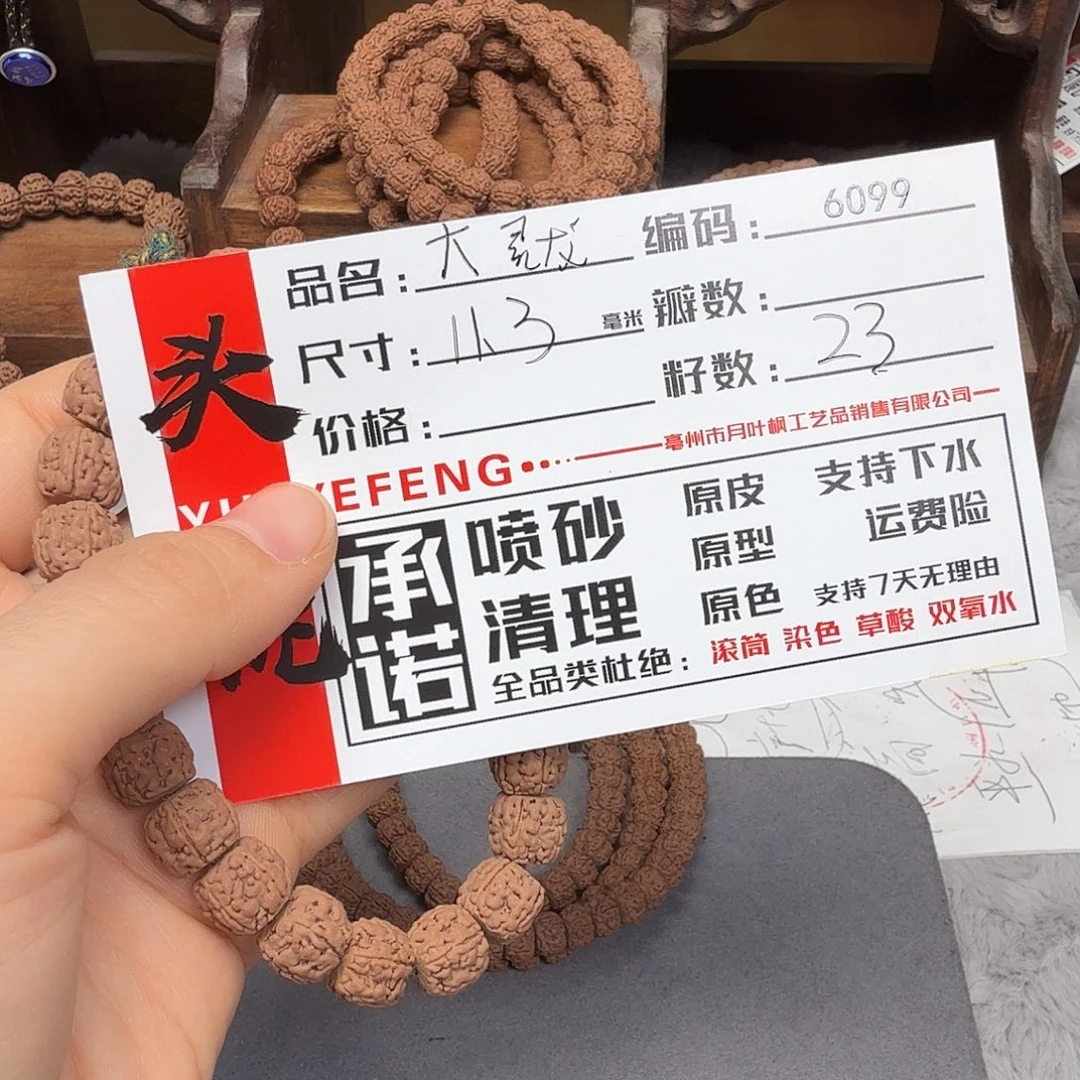 品名：大灵龙 编码：6099
尺寸：11.3毫米 瓣数：
价格： 籽数：23
亳州市月叶枫工艺品销售有限公司
YEFENG
头
承诺
喷砂 原皮 支持下水
清理 原型 运费险
原色 支持7天无理由
全品类杜绝：滚筒 染色 草酸 双氧水